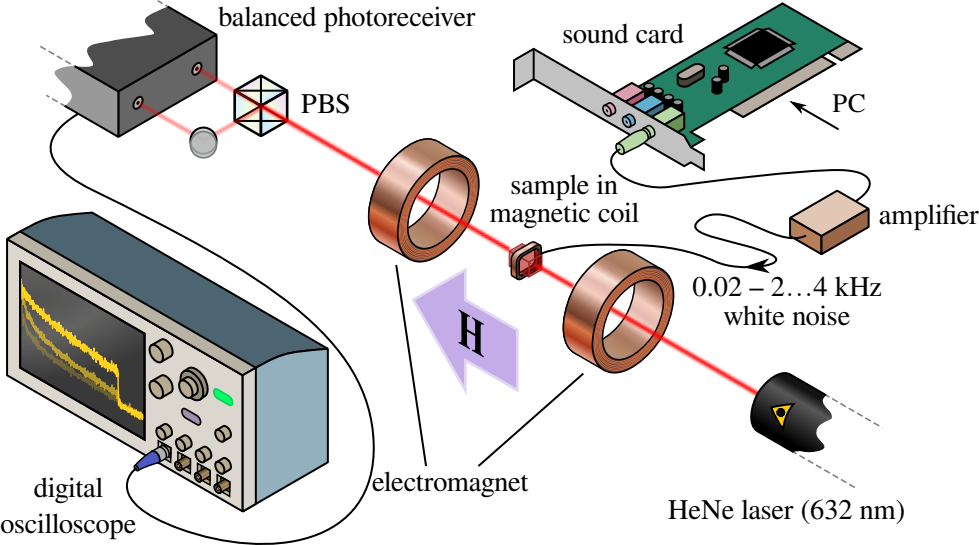 balanced photoreceiver
sound card
PBS
PC
sample in
magnetic coil
amplifier
0.02 – 2…4 kHz
white noise
H
electromagnet
digital
oscilloscope
HeNe laser (632 nm)